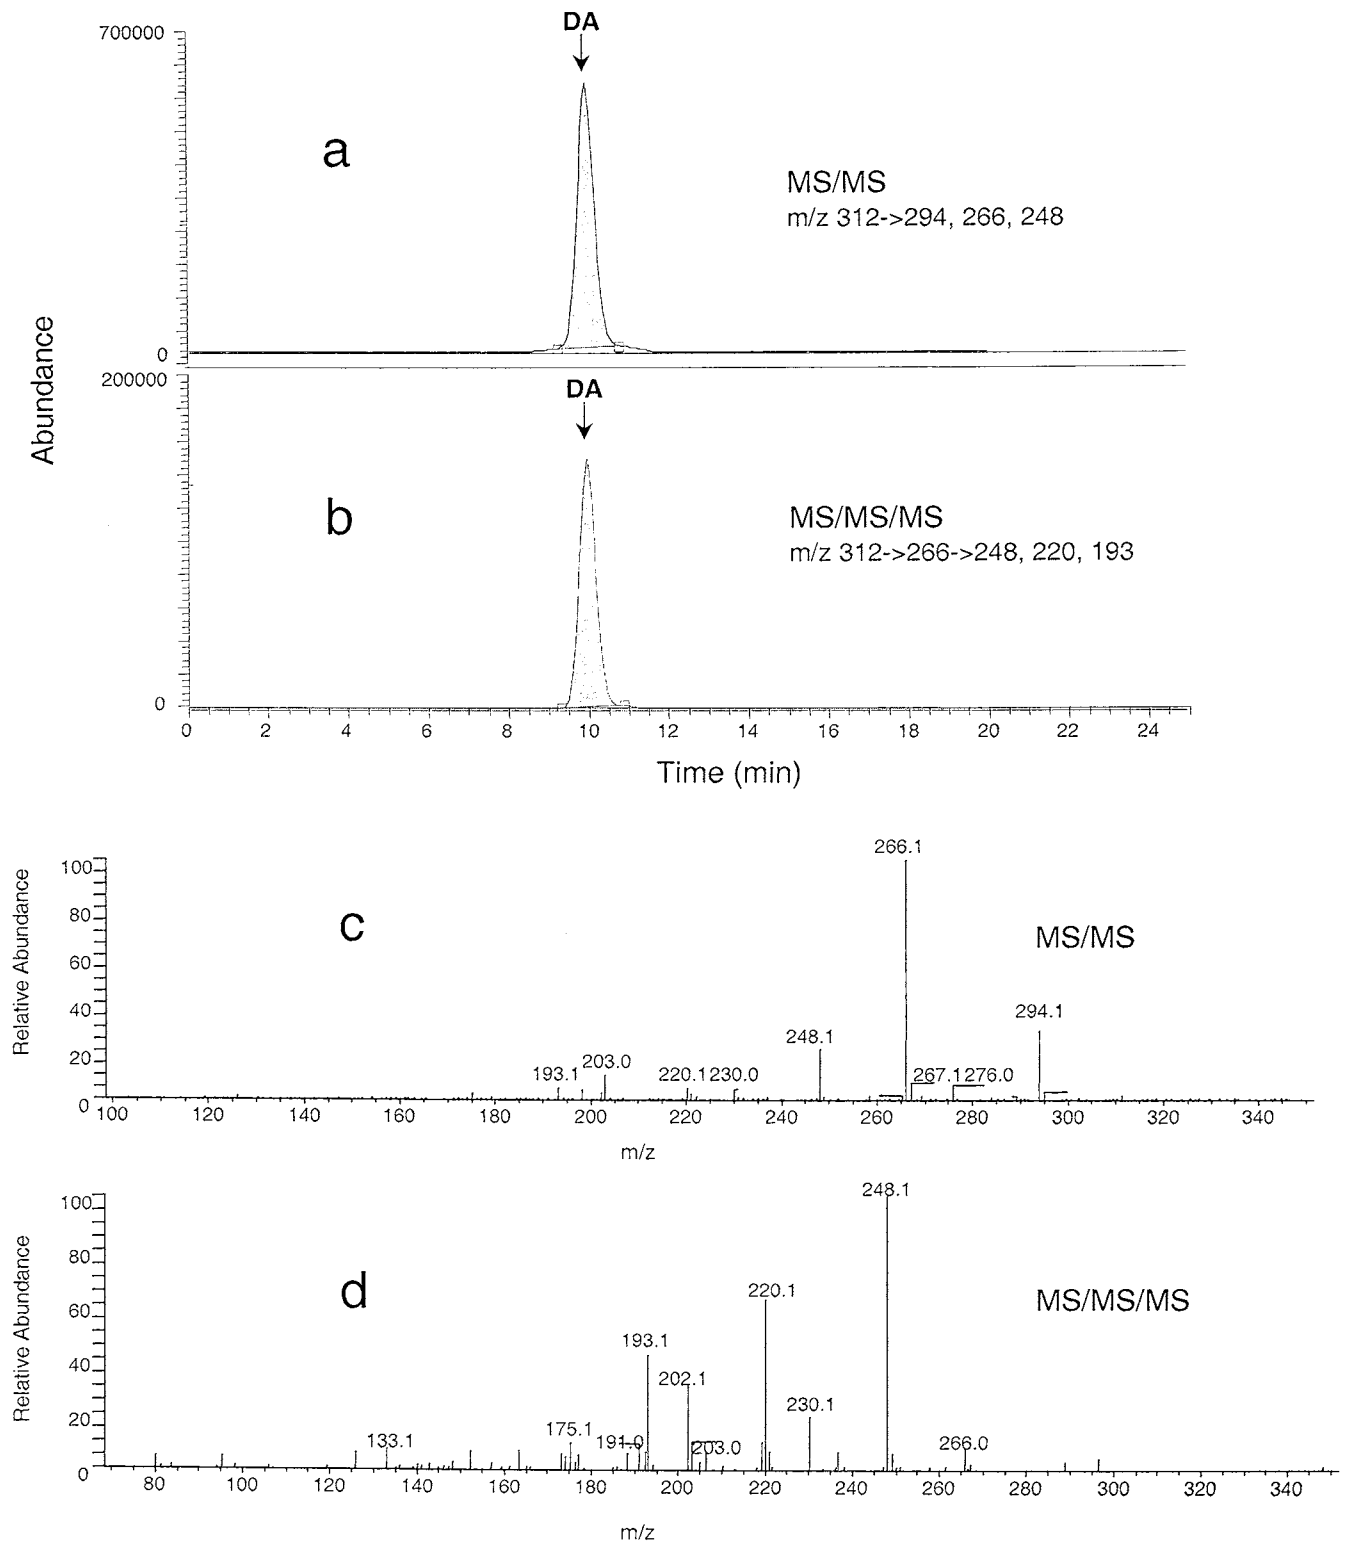 DA
700000
a
MS/MS
m/z 312->294, 266, 248
Abundance
0
200000
DA
b
MS/MS/MS
m/z 312->266->248, 220, 193
0
0 2 4 6 8 10 12 14 16 18 20 22 24
Time (min)
266.1
100
c
MS/MS
80
Relative Abundance
60
40
294.1
248.1
20
193.1 203.0 220.1 230.0 267.1 276.0
0
100 120 140 160 180 200 220 240 260 280 300 320 340
m/z
248.1
100
80
d
220.1
MS/MS/MS
Relative Abundance
60
193.1
40
202.1
230.1
20
133.1 175.1 191.0 203.0 266.0
0
80 100 120 140 160 180 200 220 240 260 280 300 320 340
m/z